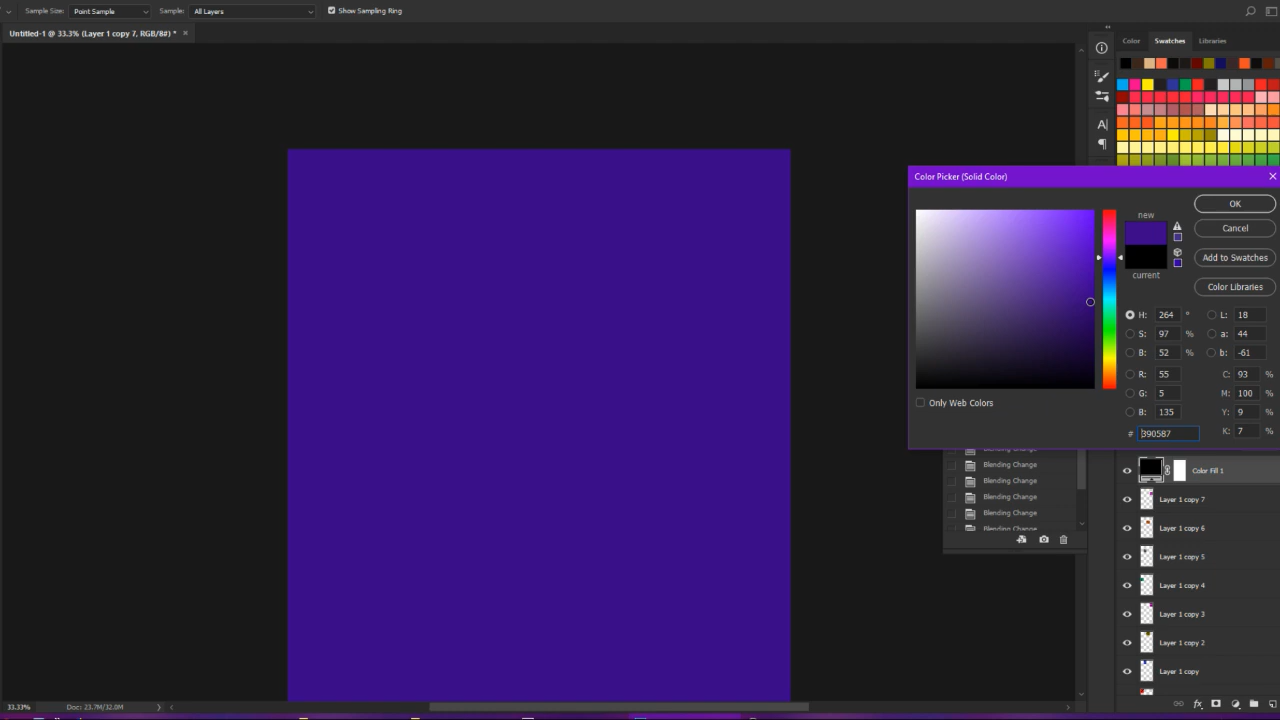 Sample Size: Point Sample Sample: All Layers Show Sampling Ring
Untitled-1 @ 33.3% (Layer 1 copy 7, RGB/8#) * ×
Color Swatches Libraries
Color Picker (Solid Color)
new
current
OK
Cancel
Add to Swatches
Color Libraries
H: 264 ° L: 18
S: 97 % a: 44
B: 52 % b: -61
R: 55 C: 93 %
G: 5 M: 100 %
B: 135 Y: 9 %
# 390587 K: 7 %
Only Web Colors
Blending Change
Blending Change
Blending Change
Blending Change
Blending Change
Blending Change
Color Fill 1
Layer 1 copy 7
Layer 1 copy 6
Layer 1 copy 5
Layer 1 copy 4
Layer 1 copy 3
Layer 1 copy 2
Layer 1 copy
33.33% Doc: 23.7M/32.0M
fx